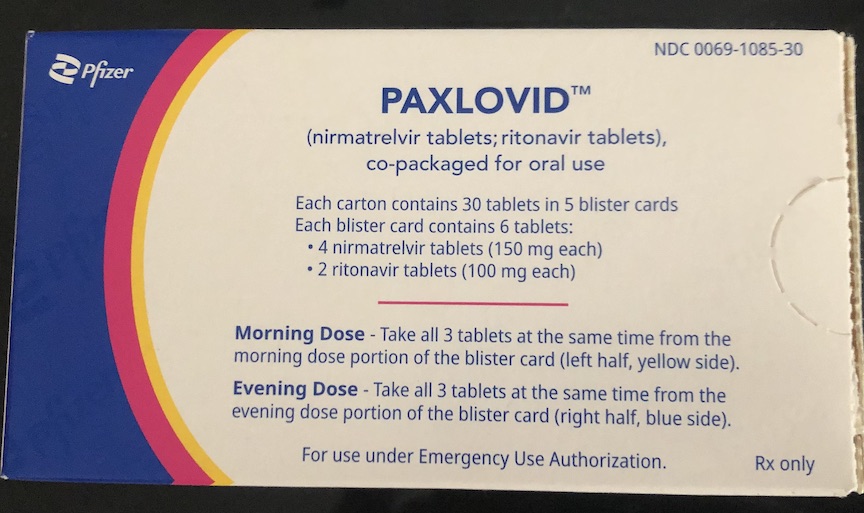 Pfizer
NDC 0069-1085-30
PAXLOVID™
(nirmatrelvir tablets; ritonavir tablets),
co-packaged for oral use
Each carton contains 30 tablets in 5 blister cards
Each blister card contains 6 tablets:
• 4 nirmatrelvir tablets (150 mg each)
• 2 ritonavir tablets (100 mg each)
Morning Dose - Take all 3 tablets at the same time from the
morning dose portion of the blister card (left half, yellow side).
Evening Dose - Take all 3 tablets at the same time from the
evening dose portion of the blister card (right half, blue side).
For use under Emergency Use Authorization.
Rx only